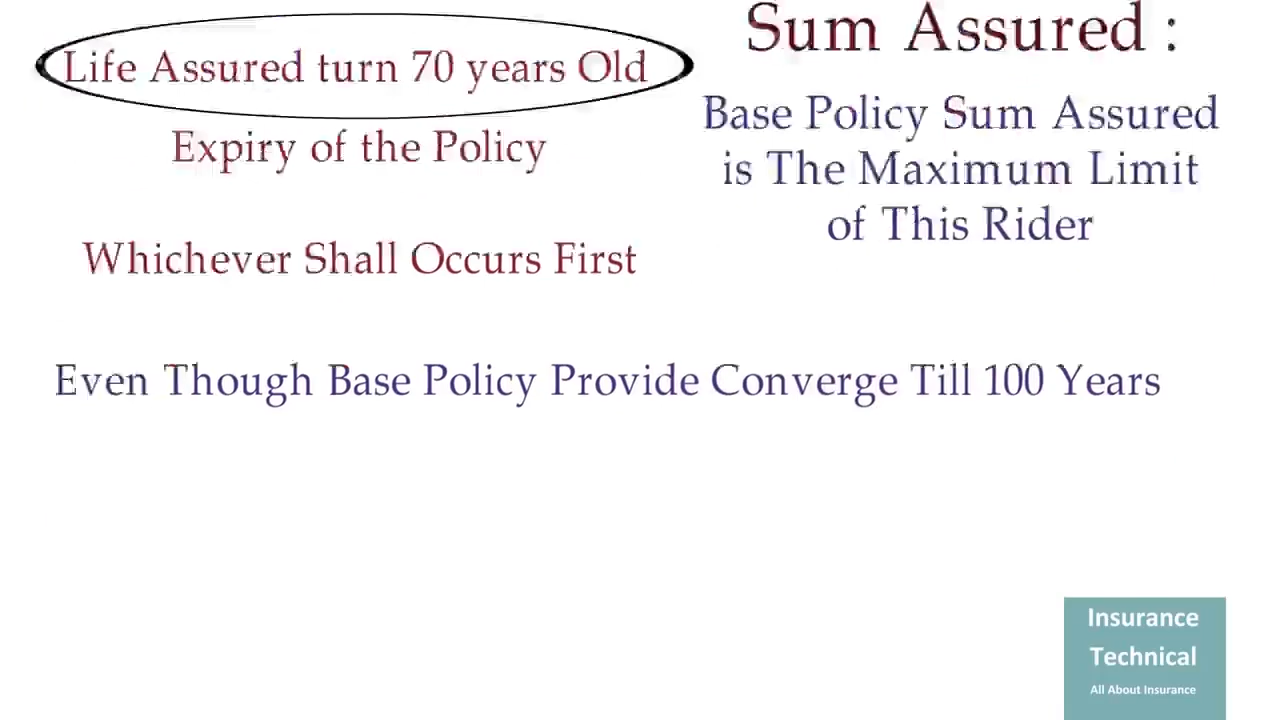 Life Assured turn 70 years Old
Expiry of the Policy
Whichever Shall Occurs First
Sum Assured :
Base Policy Sum Assured
is The Maximum Limit
of This Rider
Even Though Base Policy Provide Converge Till 100 Years
Insurance
Technical
All About Insurance